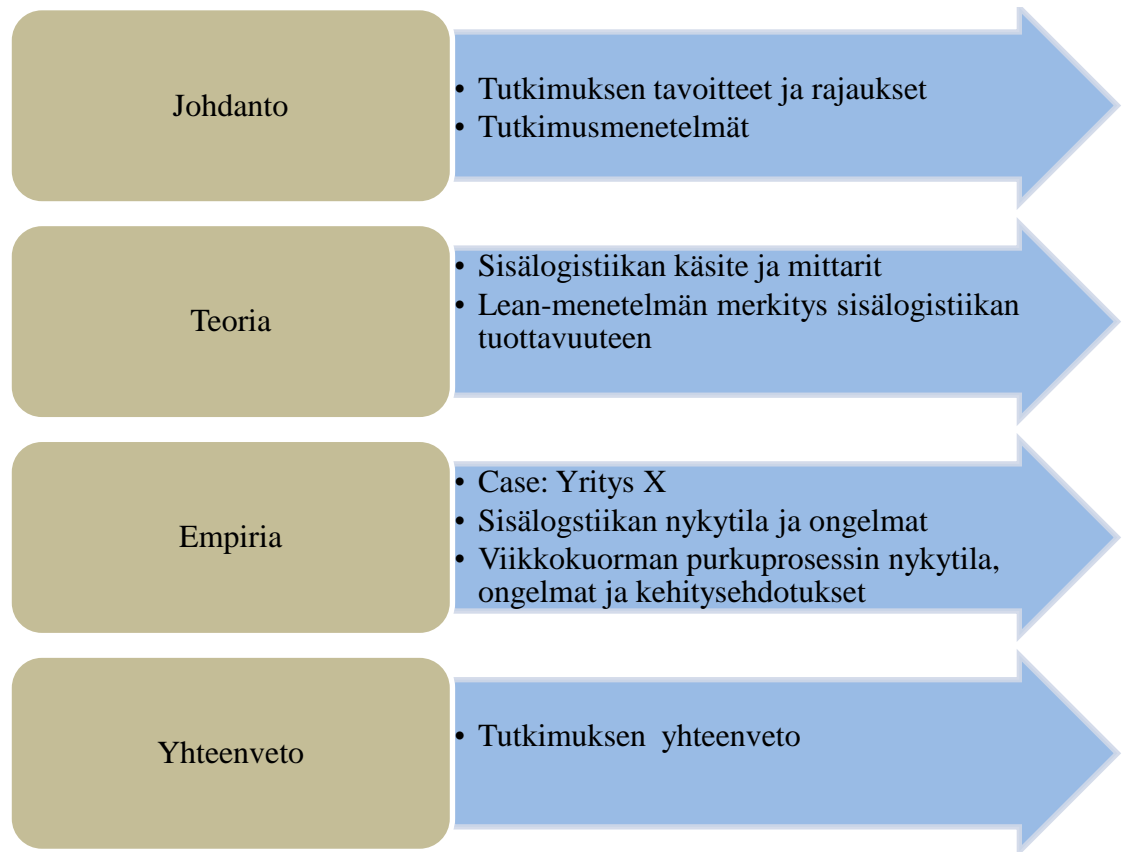 Johdanto
• Tutkimuksen tavoitteet ja rajaukset
• Tutkimusmenetelmät
Teoria
• Sisälogistiikan käsite ja mittarit
• Lean-menetelmän merkitys sisälogistiikan
tuottavuuteen
Empiria
• Case: Yritys X
• Sisälogstiikan nykytila ja ongelmat
• Viikkokuorman purkuprosessin nykytila,
ongelmat ja kehitysehdotukset
Yhteenveto
• Tutkimuksen  yhteenveto